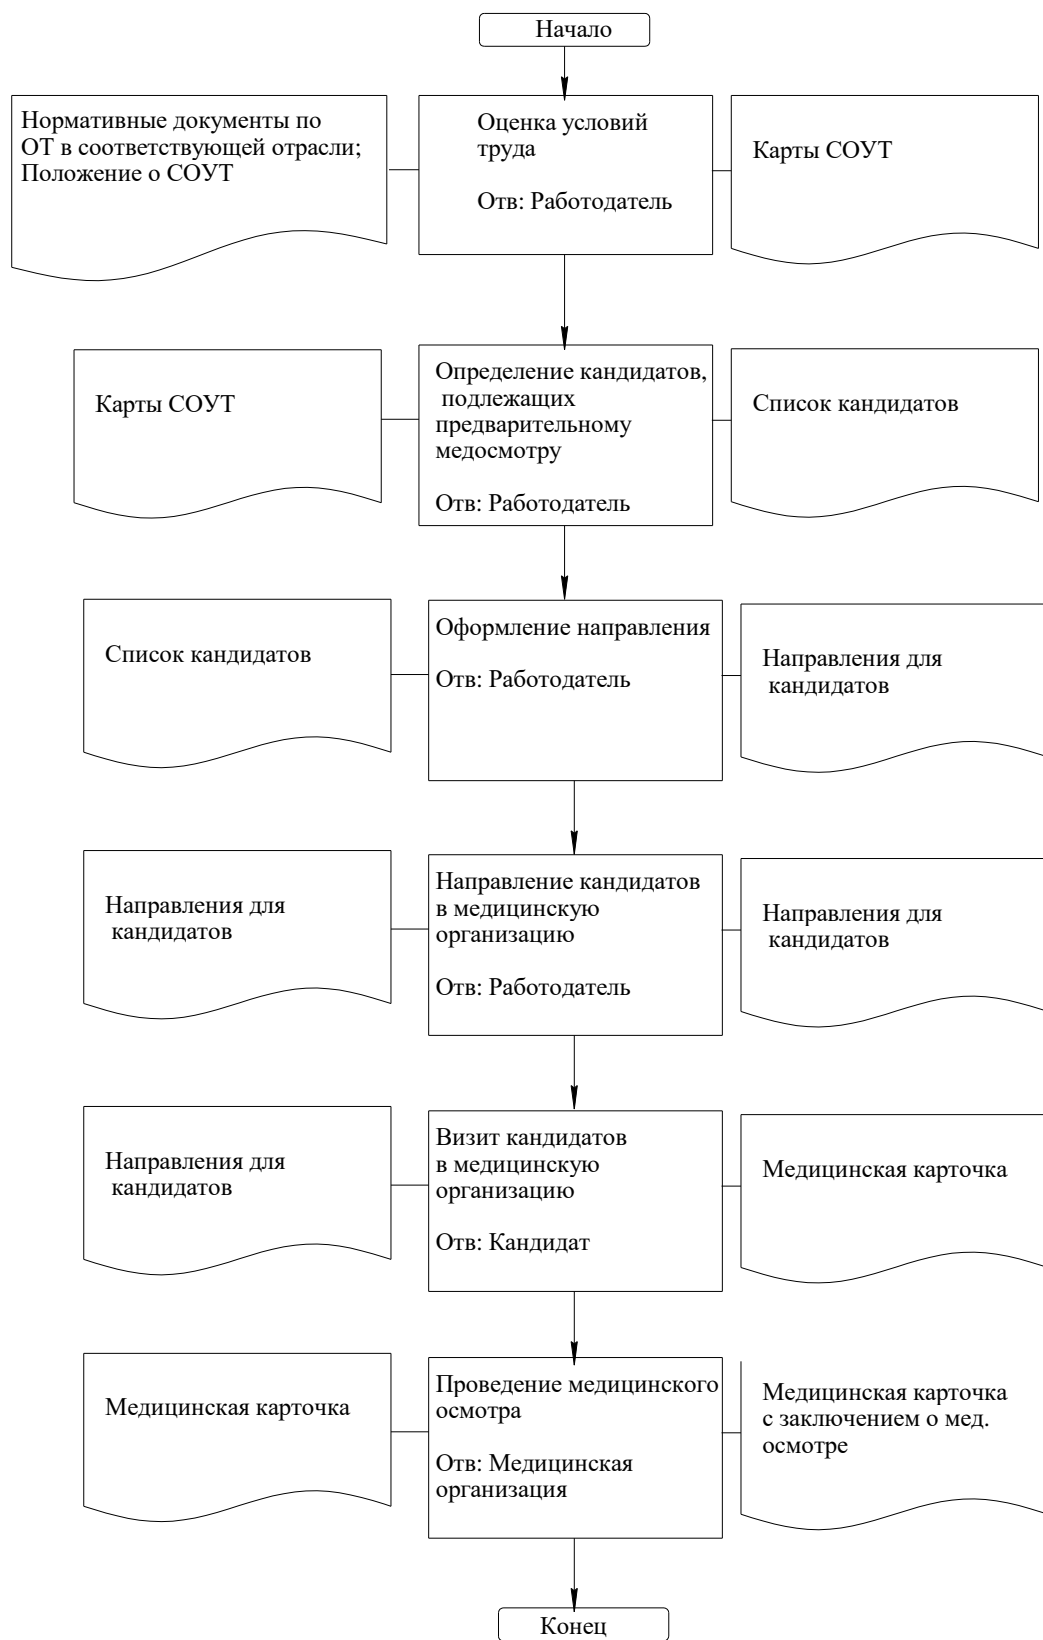 Начало
Нормативные документы по
ОТ в соответствующей отрасли;
Положение о СОУТ
Оценка условий
труда
Отв: Работодатель
Карты СОУТ
Карты СОУТ
Определение кандидатов,
подлежащих
предварительному
медосмотру
Отв: Работодатель
Список кандидатов
Список кандидатов
Оформление направления
Отв: Работодатель
Направления для
кандидатов
Направления для
кандидатов
Направление кандидатов
в медицинскую
организацию
Отв: Работодатель
Направления для
кандидатов
Направления для
кандидатов
Визит кандидатов
в медицинскую
организацию
Отв: Кандидат
Медицинская карточка
Медицинская карточка
Проведение медицинского
осмотра
Отв: Медицинская
организация
Медицинская карточка
с заключением о мед.
осмотре
Конец